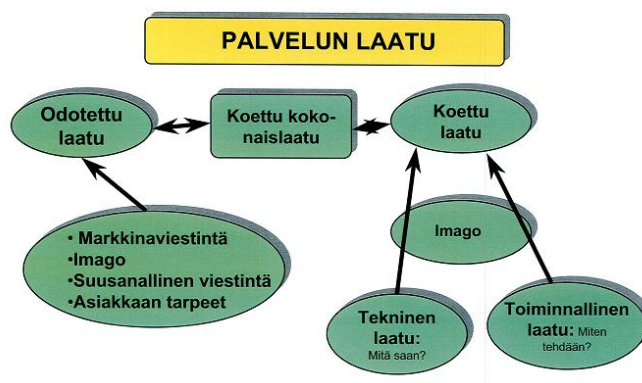 PALVELUN LAATU
Odotettu
laatu
Koettu koko-
naislaatu
Koettu
laatu
• Markkinaviestintä
•Imago
•Suusanallinen viestintä
•Asiakkaan tarpeet
Imago
Tekninen
laatu:
Mitä saan?
Toiminnallinen
laatu: Miten
tehdään?